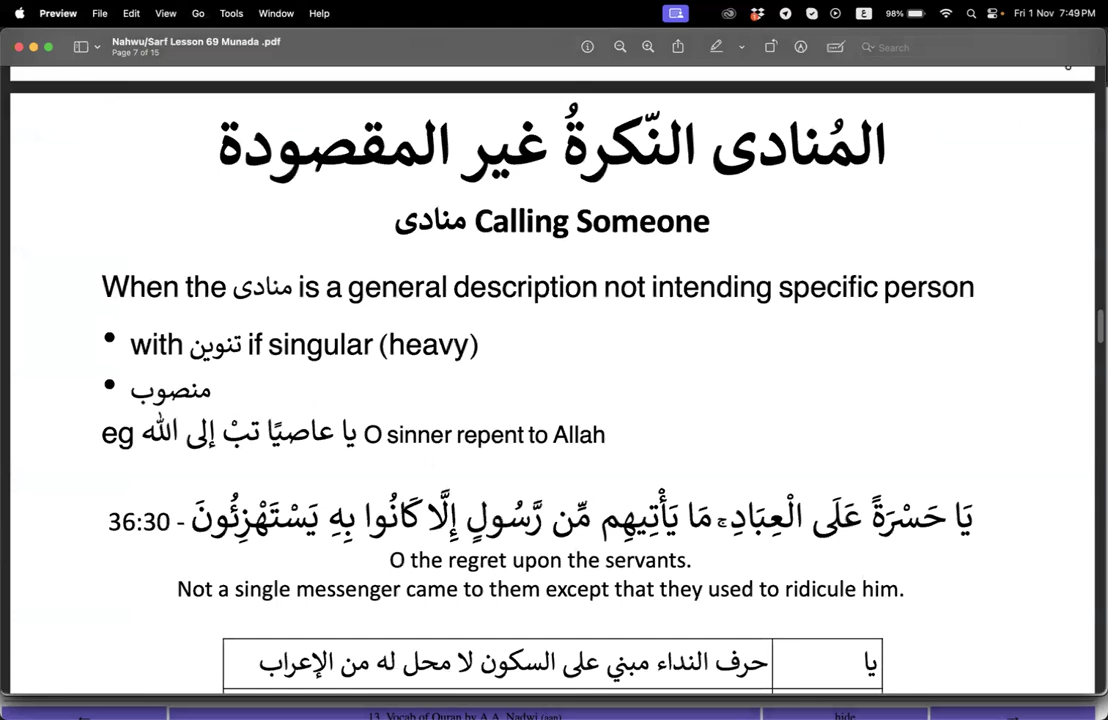 Preview File Edit View Go Tools Window Help 98% ع Fri 1 Nov 7:49 PM
Nahwu/Sarf Lesson 69 Munada .pdf
Page 7 of 15
Search
المُنادى النّكرةُ غير المقصودة
منادى Calling Someone
When the منادى is a general description not intending specific person
• with تنوين if singular (heavy)
• منصوب
eg يا عاصيًا تبْ إلى الله O sinner repent to Allah
يَا حَسْرَةً عَلَى الْعِبَادِ ۚ مَا يَأْتِيهِم مِّن رَّسُولٍ إِلَّا كَانُوا بِهِ يَسْتَهْزِئُونَ - 36:30
O the regret upon the servants.
Not a single messenger came to them except that they used to ridicule him.
يا حرف النداء مبني على السكون لا محل له من الإعراب
13. Vocab of Quran by A.A. Nadwi (aan) hide